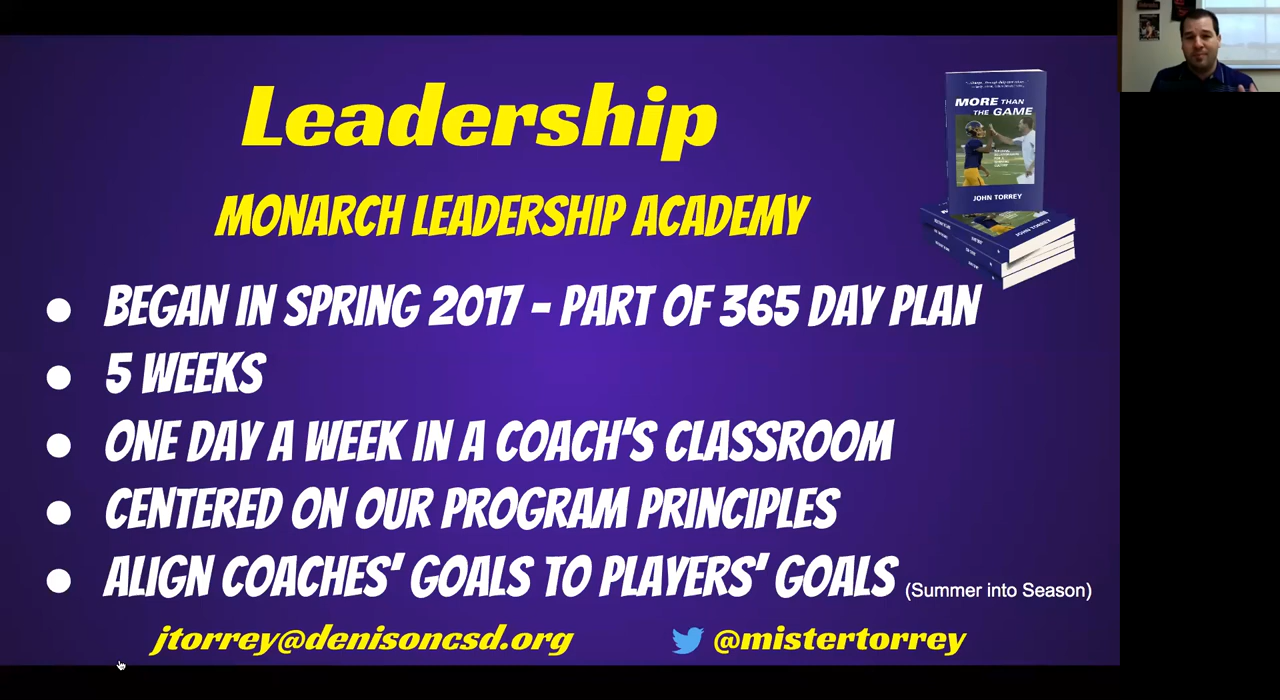 Leadership
MONARCH LEADERSHIP ACADEMY
MORE THAN
THE GAME
JOHN TORREY
JOHN TORREY
● BEGAN IN SPRING 2017 - PART OF 365 DAY PLAN
● 5 WEEKS
● ONE DAY A WEEK IN A COACH'S CLASSROOM
● CENTERED ON OUR PROGRAM PRINCIPLES
● ALIGN COACHES' GOALS TO PLAYERS' GOALS (Summer into Season)
jtorrey@denisoncsd.org @mistertorrey